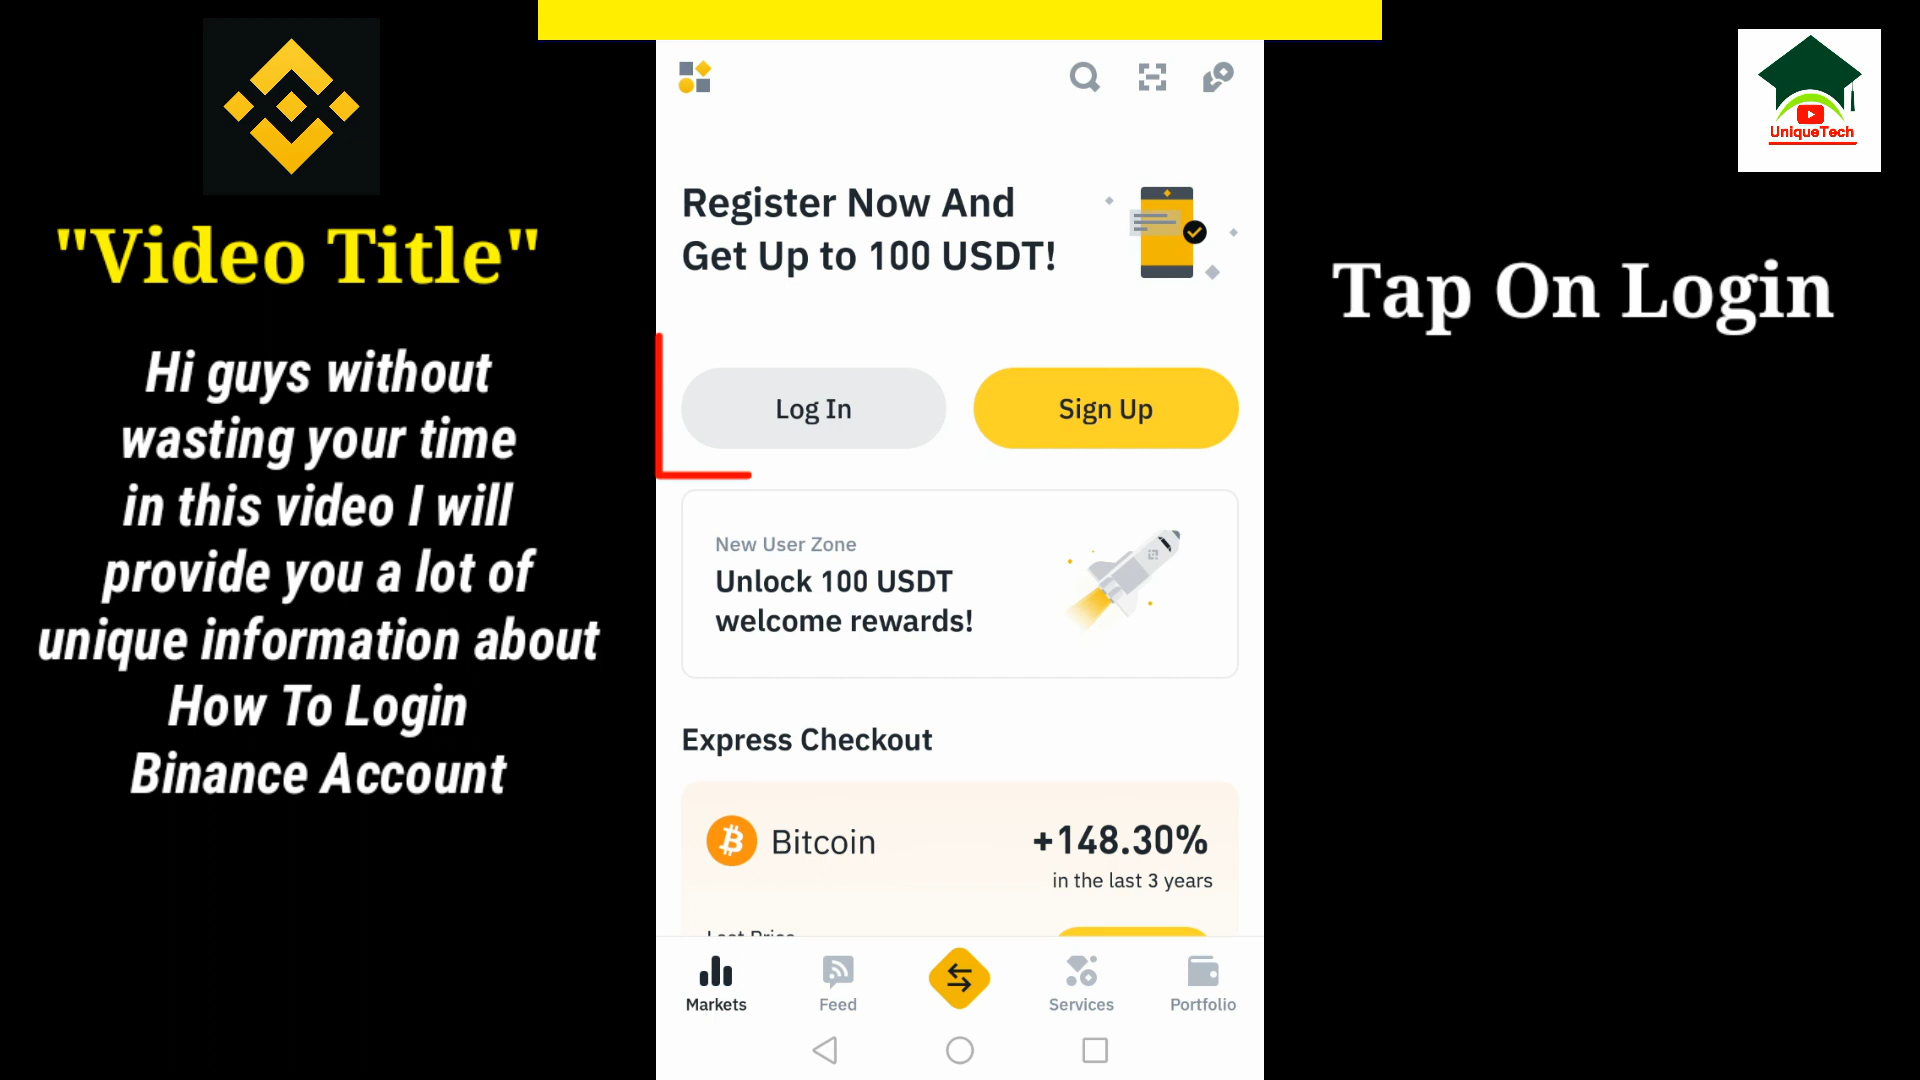 "Video Title"
Hi guys without
wasting your time
in this video I will
provide you a lot of
unique information about
How To Login
Binance Account
Register Now And
Get Up to 100 USDT!
Log In
Sign Up
New User Zone
Unlock 100 USDT
welcome rewards!
Express Checkout
Bitcoin
+148.30%
in the last 3 years
Last Price
Markets
Feed
Services
Portfolio
UniqueTech
Tap On Login